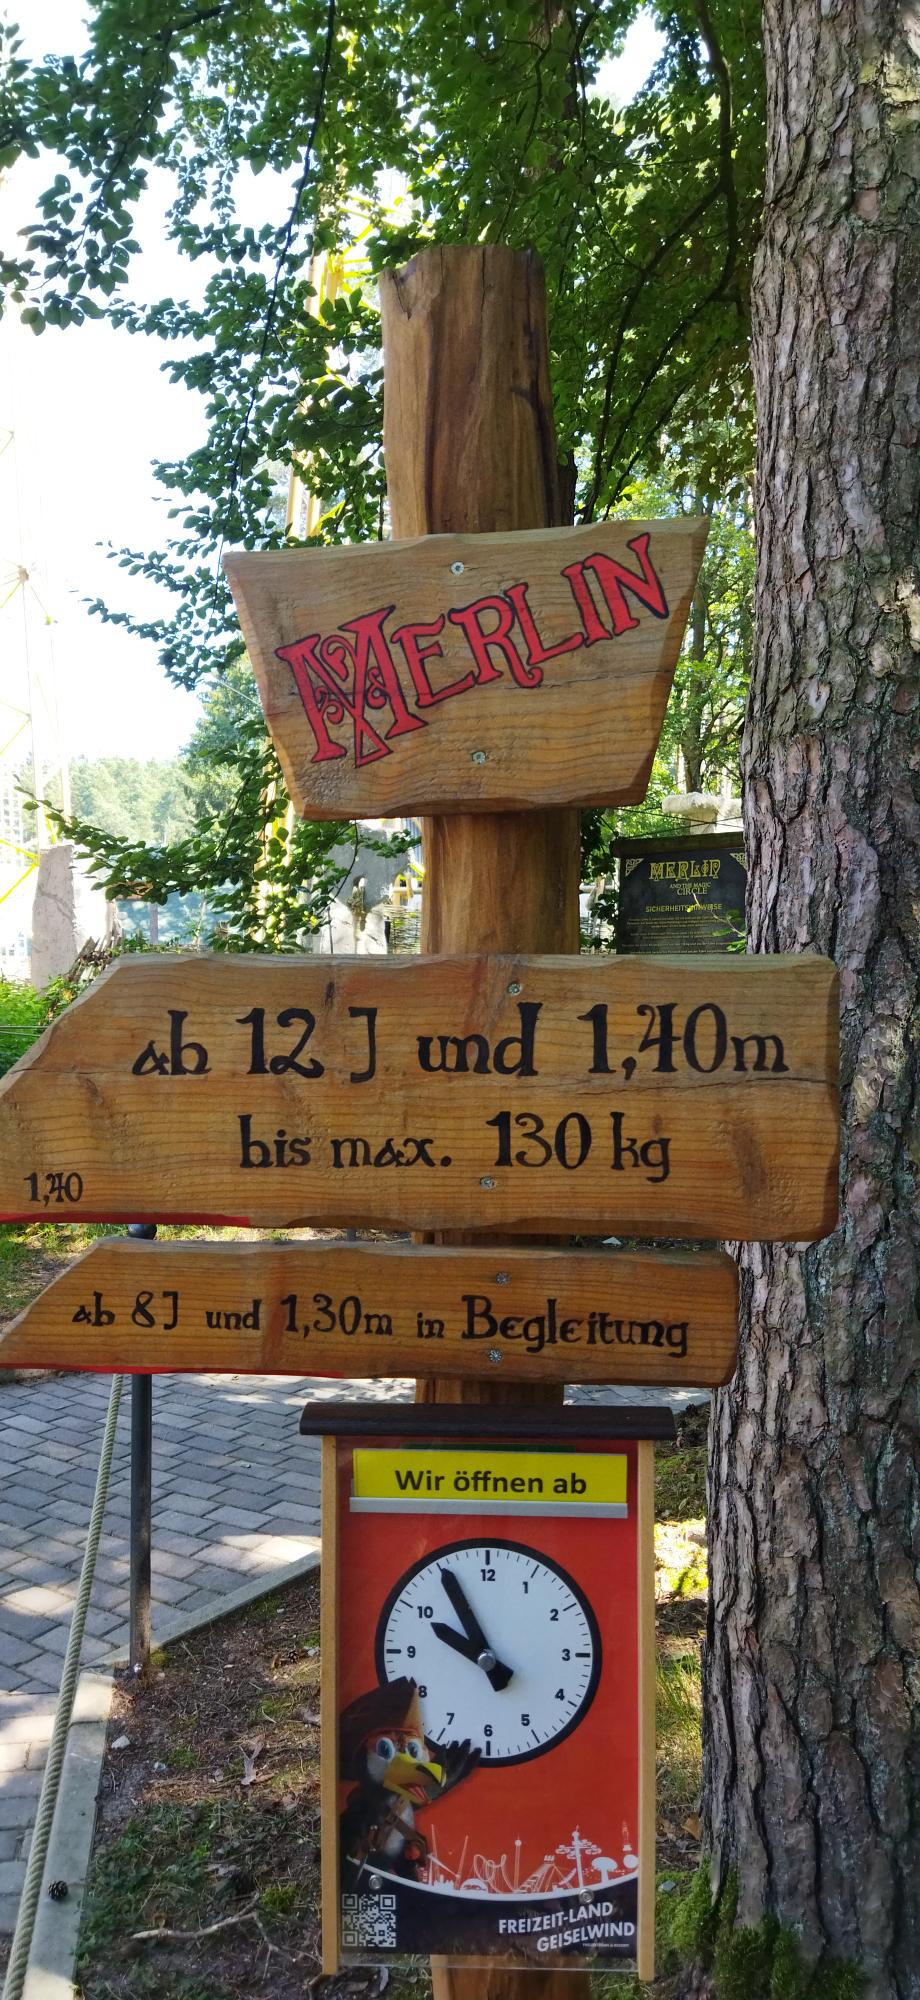 MERLIN
MERLIN
AND THE MAGIC
CIRCLE
SICHERHEITSHINWEISE
ab 12 J und 1,40m
bis max. 130 kg
1,40
ab 8 J und 1,30m in Begleitung
Wir öffnen ab
12
1
2
3
4
5
6
7
8
9
10
FREIZEIT-LAND
GEISELWIND